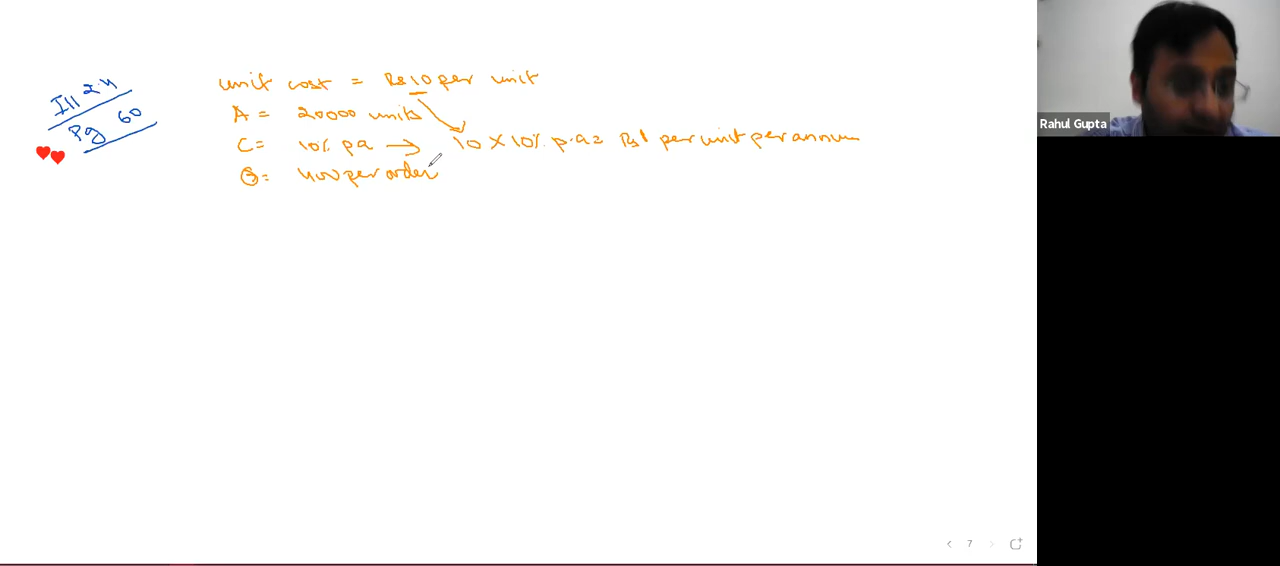 Ill 24
Pg 60
unit cost = Rs 10 per unit
A = 20000 units
C = 10% pa → 10 × 10% p.a = Rs 1 per unit per annum
= 400 per order
Rahul Gupta
7